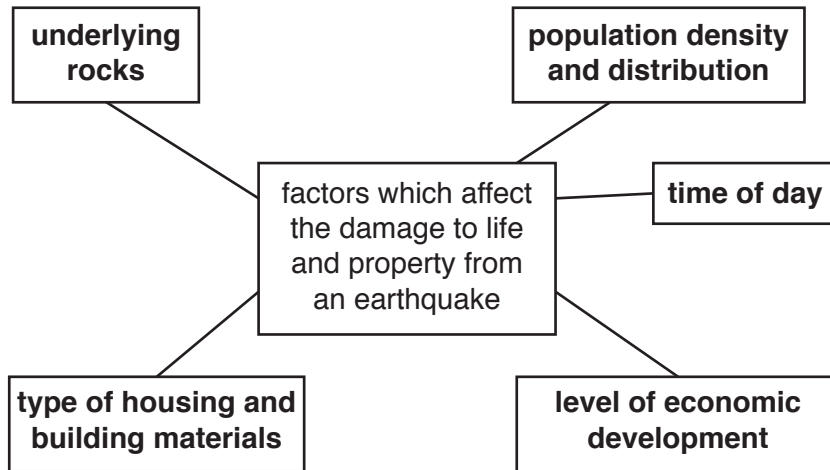 underlying
rocks
population density
and distribution
factors which affect
the damage to life
and property from
an earthquake
time of day
type of housing and
building materials
level of economic
development